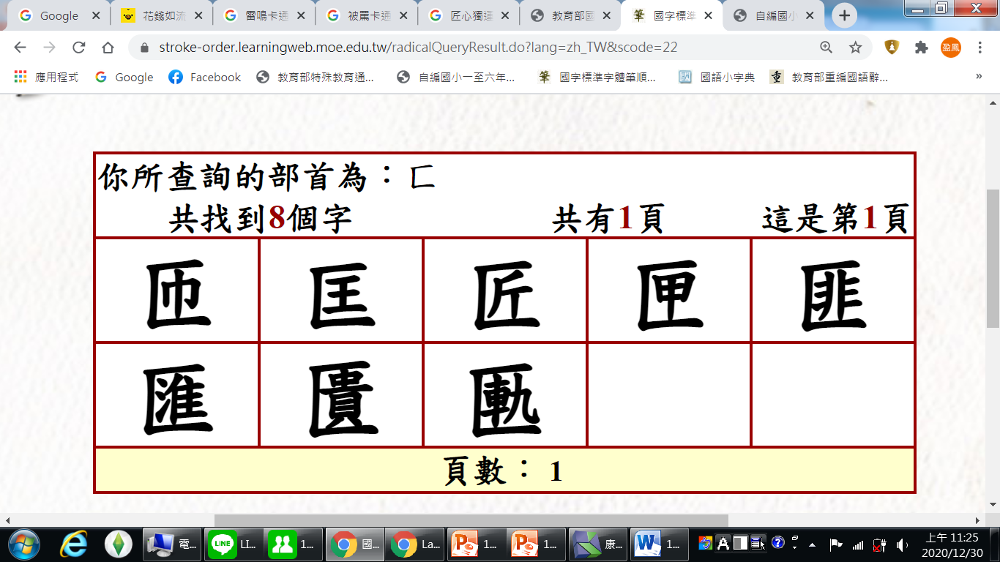 Google 花錢如流 雷鳴卡通 被罵卡通 匠心獨運 教育部國 國字標準 自編國小
stroke-order.learningweb.moe.edu.tw/radicalQueryResult.do?lang=zh_TW&scode=22 盈鳳
應用程式 Google Facebook 教育部特殊教育通... 自編國小一至六年... 筆 國字標準字體筆順... 國語小字典 重 教育部重編國語辭... »
你所查詢的部首為：匚
共找到8個字 共有1頁 這是第1頁
匝 匡 匠 匣 匪
匯 匱 匭
頁數： 1
電... LINE LI... 1... 國... La... 1... 1... 康... 1... 上午 11:25
2020/12/30